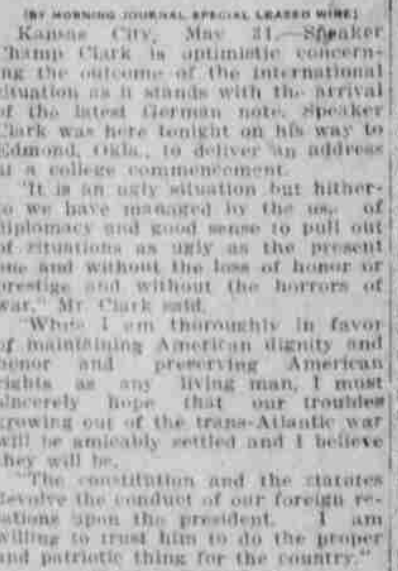 [BY MORNING JOURNAL SPECIAL LEASED WIRE]
Kansas City, May 31.—Speaker
Champ Clark is optimistic concern-
ing the outcome of the international
situation as it stands with the arrival
of the latest German note. Speaker
Clark was here tonight on his way to
Edmond, Okla., to deliver an address
at a college commencement.
"It is an ugly situation but hither-
to we have managed by the use of
diplomacy and good sense to pull out
of situations as ugly as the present
one and without the loss of honor or
prestige and without the horrors of
war," Mr. Clark said.
"While I am thoroughly in favor
of maintaining American dignity and
honor and preserving American
rights as any living man, I most
sincerely hope that our troubles
growing out of the trans-Atlantic war
will be amicably settled and I believe
they will be.
"The constitution and the statutes
devolve the conduct of our foreign re-
lations upon the president. I am
willing to trust him to do the proper
and patriotic thing for the country."